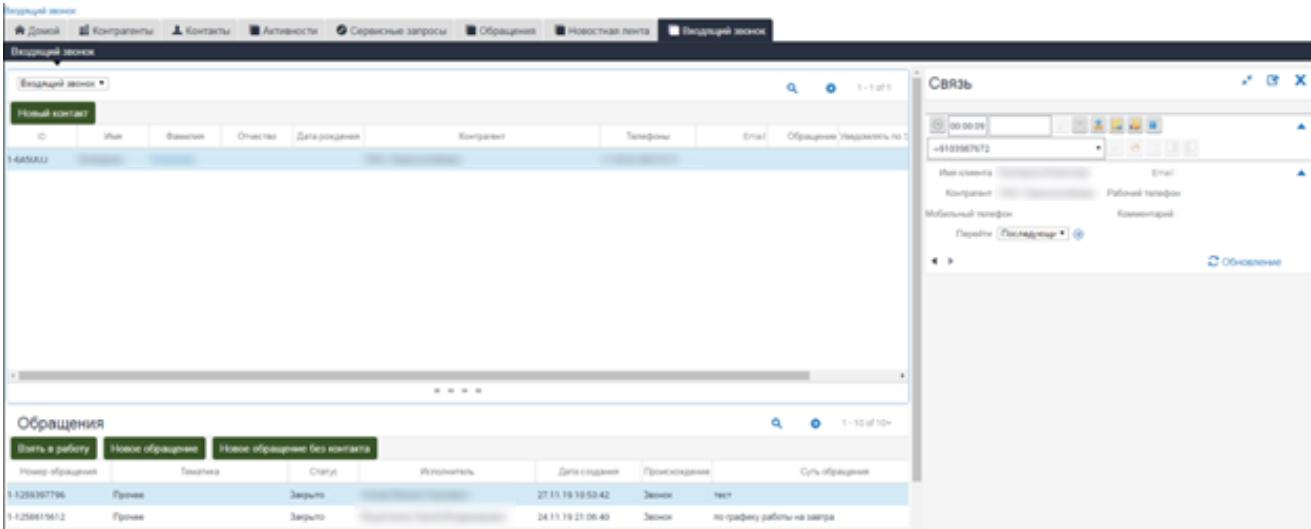 Входящий звонок
Домой Контрагенты Контакты Активности Сервисные запросы Обращения Новостная лента Входящий звонок
Входящий звонок
Входящий звонок 1 - 1 of 1
Новый контакт
ID Имя Фамилия Отчество Дата рождения Контрагент Телефоны Email Обращение Уведомлять по
1-6A5ULU
Обращения 1 - 10 of 10+
Взять в работу Новое обращение Новое обращение без контакта
Номер обращения Тематика Статус Исполнитель Дата создания Происхождение Суть обращения
1-1259397796 Прочее Закрыто 27.11.19 10:53:42 Звонок тест
1-1258615612 Прочее Закрыто 24.11.19 21:06:40 Звонок по графику работы на завтра
Связь
00:00:09
+9103987672
Имя клиента Email
Контрагент Рабочий телефон
Мобильный телефон Комментарий
Перейти Последующи
Обновление